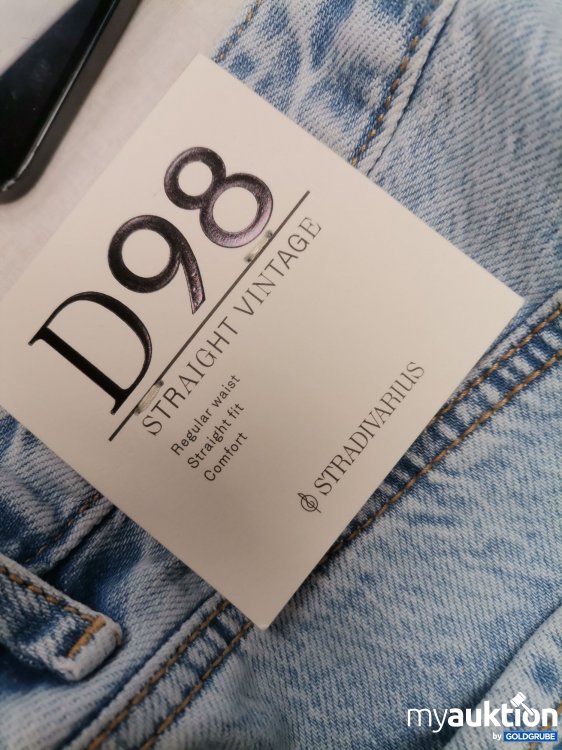 D98
STRAIGHT VINTAGE
Regular waist
Straight fit
Comfort
STRADIVARIUS
myauktion
by GOLDGRUBE